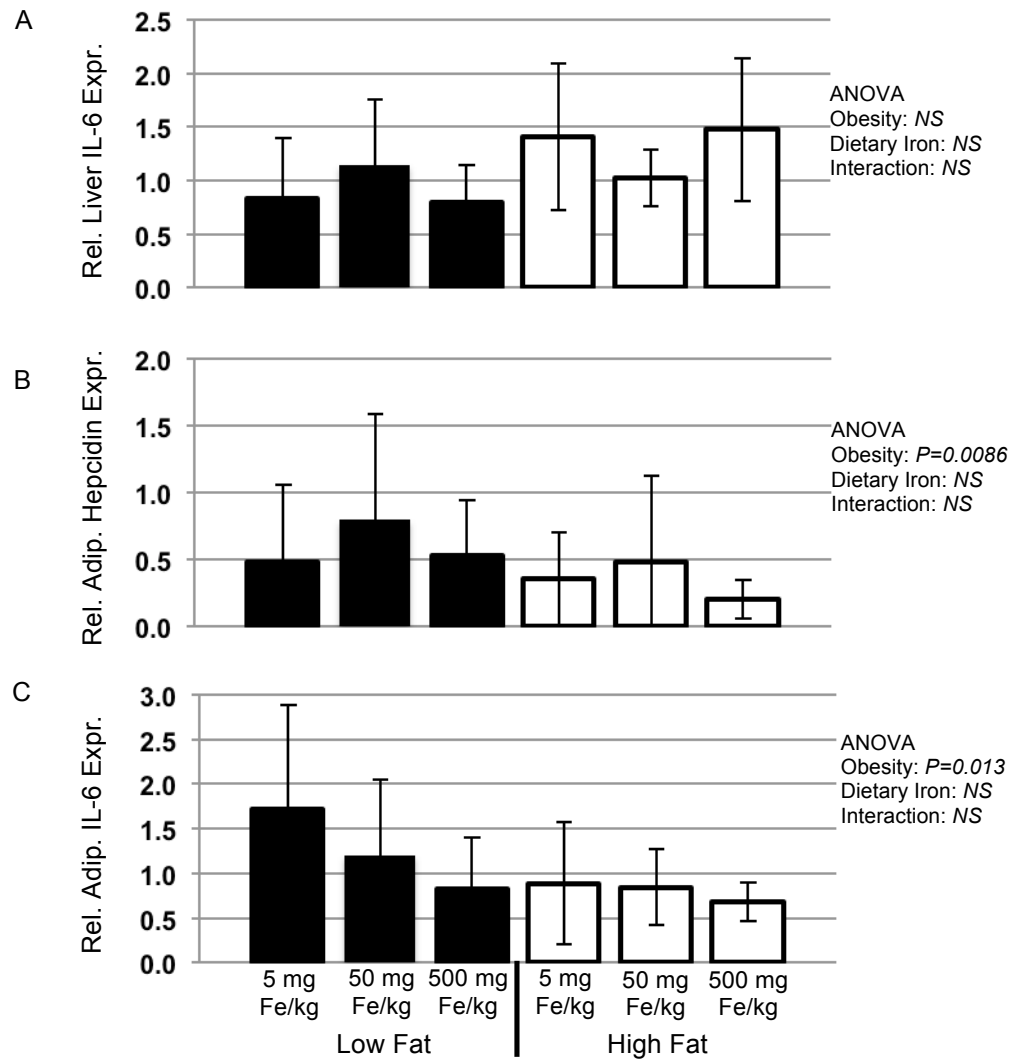 A
Rel. Liver IL-6 Expr.
2.5
2.0
1.5
1.0
0.5
0.0
ANOVA
Obesity: NS
Dietary Iron: NS
Interaction: NS
B
Rel. Adip. Hepcidin Expr.
2.0
1.5
1.0
0.5
0.0
ANOVA
Obesity: P=0.0086
Dietary Iron: NS
Interaction: NS
C
Rel. Adip. IL-6 Expr.
3.0
2.5
2.0
1.5
1.0
0.5
0.0
ANOVA
Obesity: P=0.013
Dietary Iron: NS
Interaction: NS
5 mg 50 mg 500 mg 5 mg 50 mg 500 mg
Fe/kg Fe/kg Fe/kg Fe/kg Fe/kg Fe/kg
Low Fat High Fat